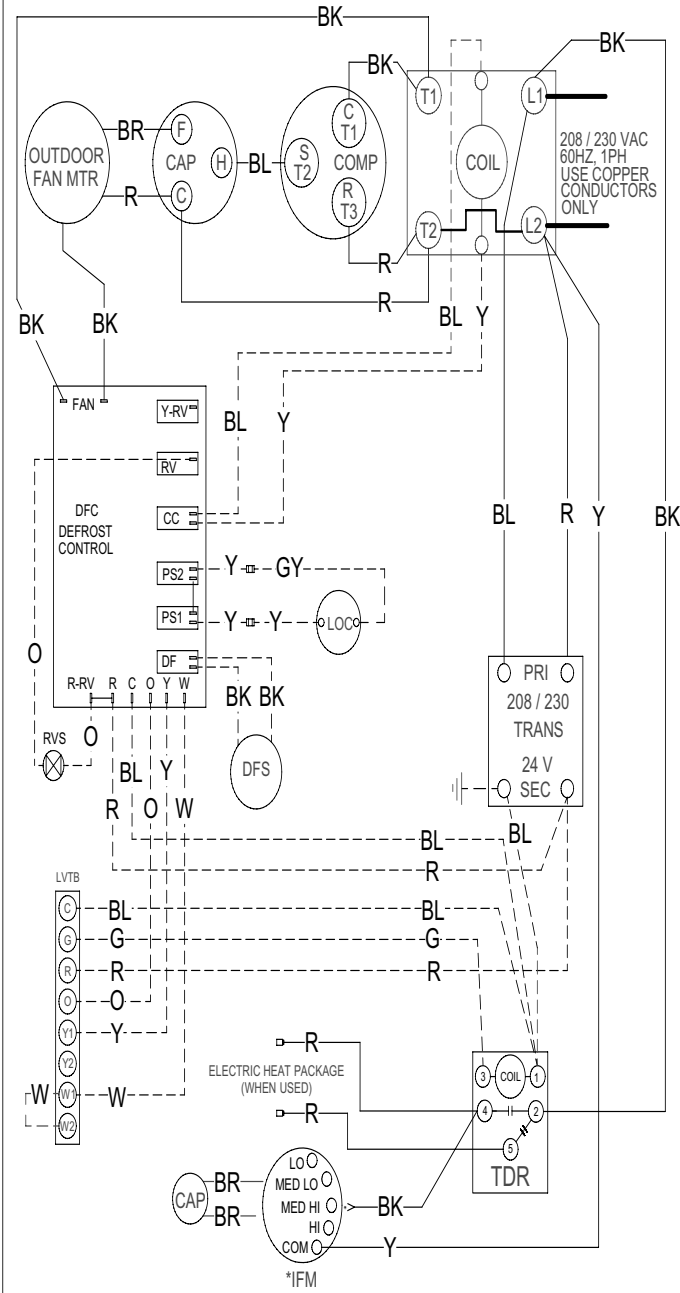 BK
BK
BK
T1
L1
C
T1
BR
F
OUTDOOR
FAN MTR
CAP
H
BL
S
T2
COMP
COIL
208 / 230 VAC
60HZ, 1PH
USE COPPER
CONDUCTORS
ONLY
R
C
R
T3
T2
L2
R
R
BK
BK
BL
Y
FAN
Y-RV
BL
Y
RV
DFC
DEFROST
CONTROL
CC
BL
R
Y
BK
PS2
Y
GY
PS1
Y
Y
LOC
O
DF
R-RV
R
C
O
Y
W
BK
BK
PRI
208 / 230
TRANS
24 V
SEC
RVS
O
DFS
BL
Y
R
O
W
BL
BL
R
LVTB
C
BL
BL
G
G
G
R
R
R
O
O
Y1
Y
Y2
ELECTRIC HEAT PACKAGE
(WHEN USED)
R
3
COIL
1
W
W1
W
4
2
W2
R
5
TDR
LO
CAP
BR
MED LO
BR
MED HI
BK
HI
COM
Y
*IFM